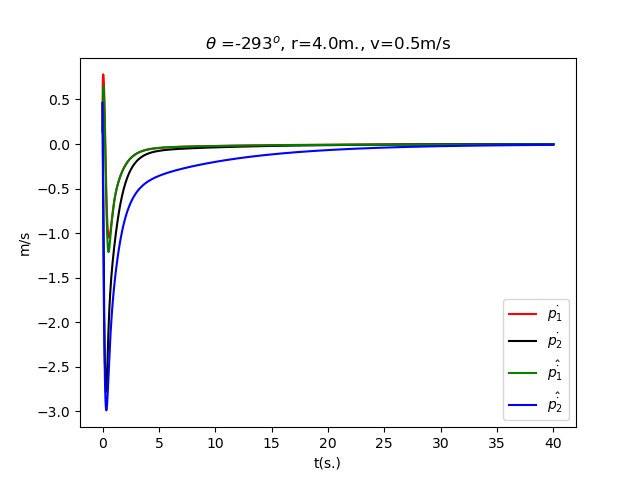 θ =-293°, r=4.0m., v=0.5m/s
m/s
0.5
0.0
−0.5
−1.0
−1.5
−2.0
−2.5
−3.0
0 5 10 15 20 25 30 35 40
t(s.)
ṗ₁
ṗ₂
p̂̇₁
p̂̇₂